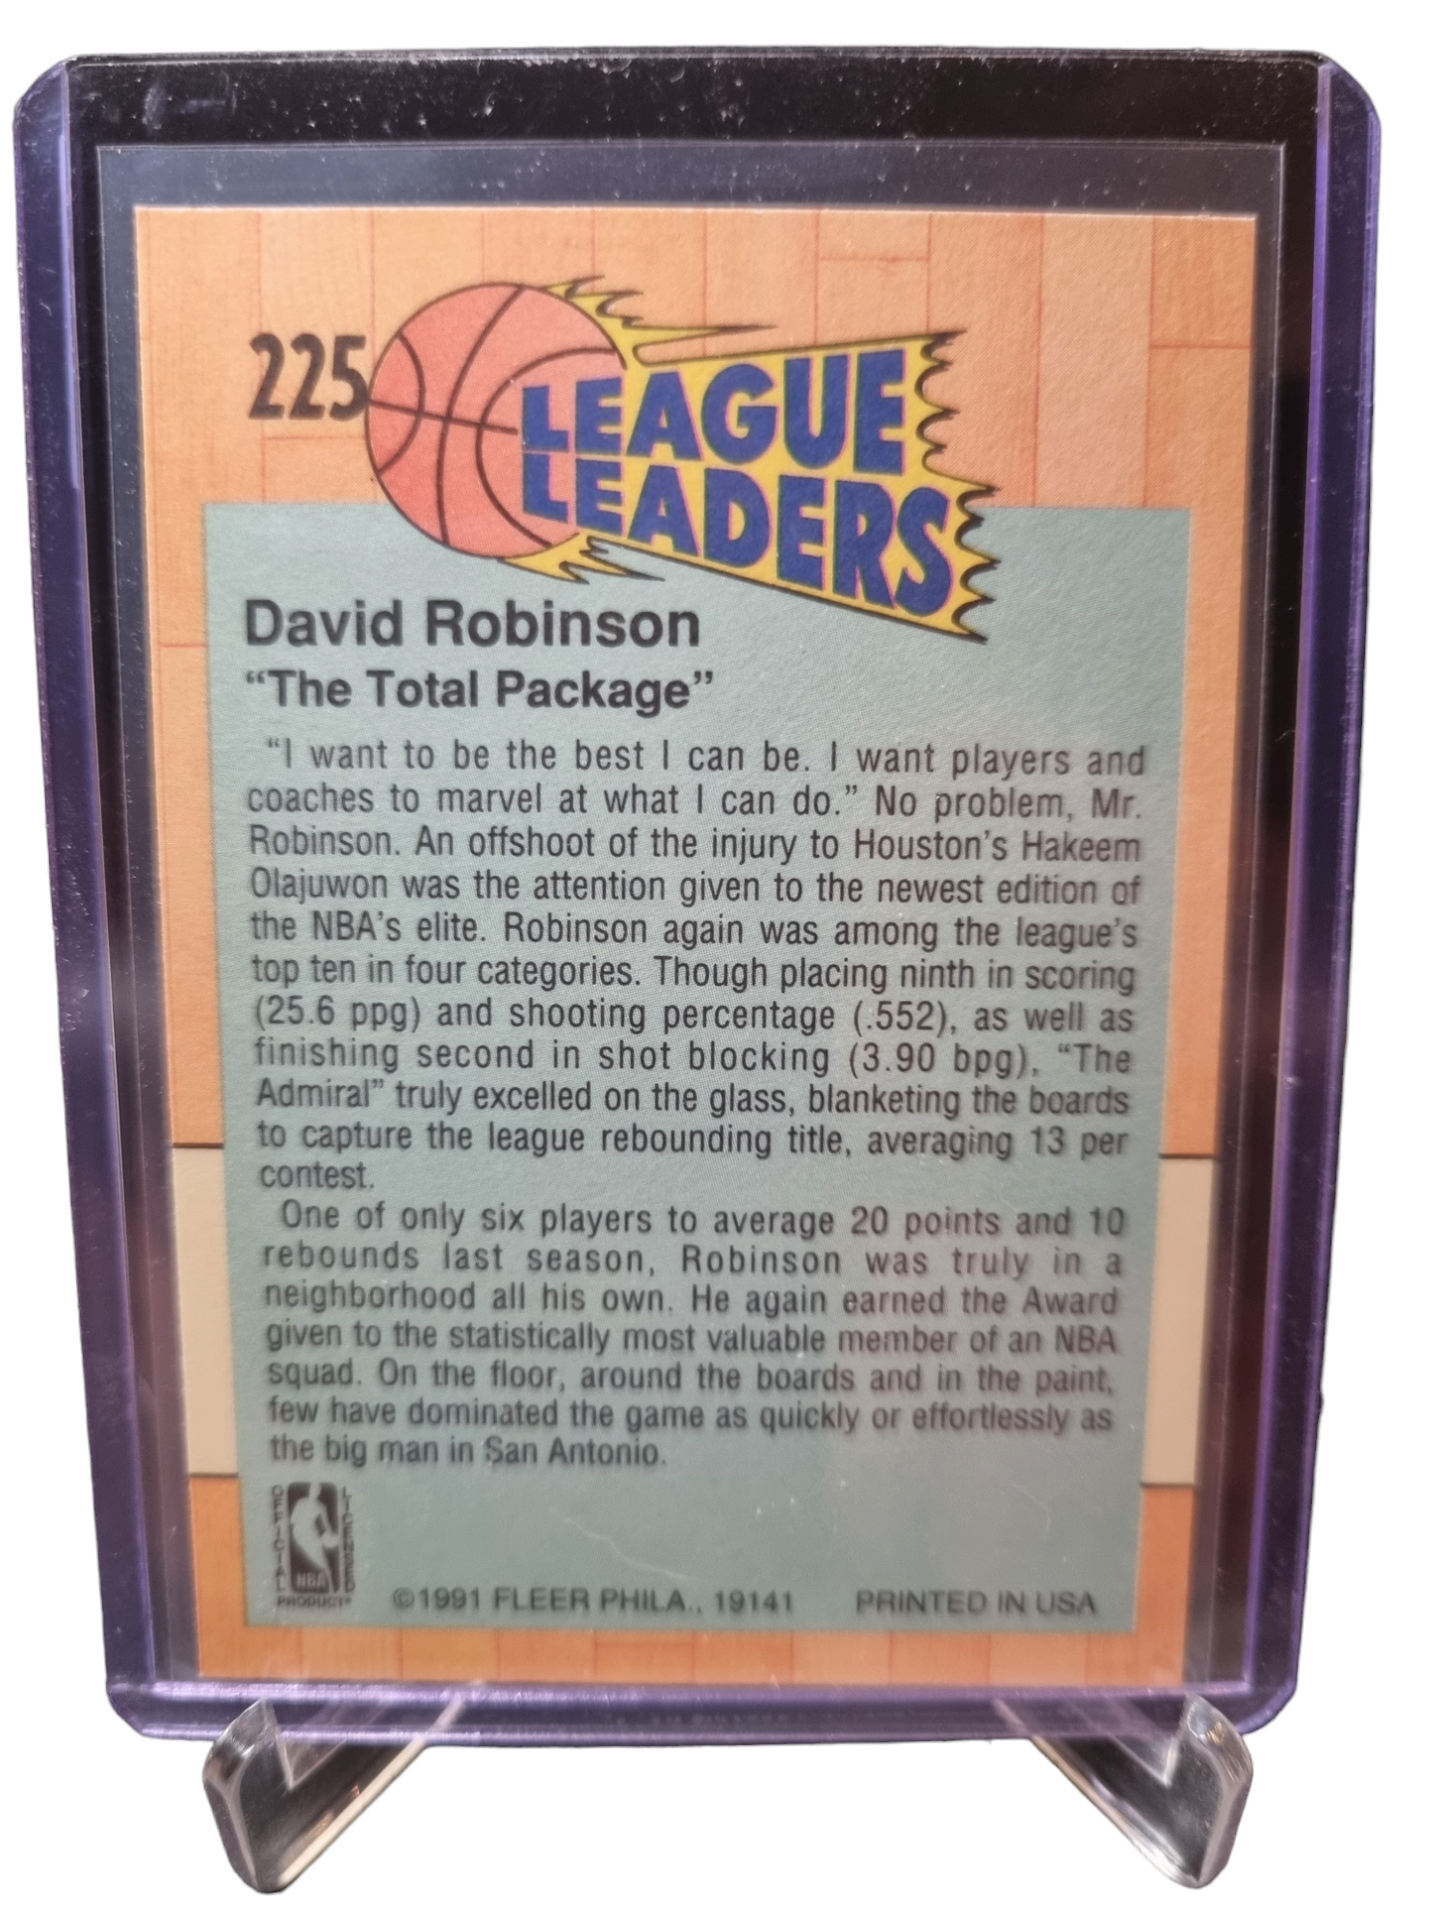 225
LEAGUE
LEADERS
David Robinson
“The Total Package”
“I want to be the best I can be. I want players and
coaches to marvel at what I can do.” No problem, Mr.
Robinson. An offshoot of the injury to Houston’s Hakeem
Olajuwon was the attention given to the newest edition of
the NBA’s elite. Robinson again was among the league’s
top ten in four categories. Though placing ninth in scoring
(25.6 ppg) and shooting percentage (.552), as well as
finishing second in shot blocking (3.90 bpg), “The
Admiral” truly excelled on the glass, blanketing the boards
to capture the league rebounding title, averaging 13 per
contest.
One of only six players to average 20 points and 10
rebounds last season, Robinson was truly in a
neighborhood all his own. He again earned the Award
given to the statistically most valuable member of an NBA
squad. On the floor, around the boards and in the paint,
few have dominated the game as quickly or effortlessly as
the big man in San Antonio.
OFFICIAL
NBA
LICENSED
PRODUCT
©1991 FLEER PHILA., 19141 PRINTED IN USA